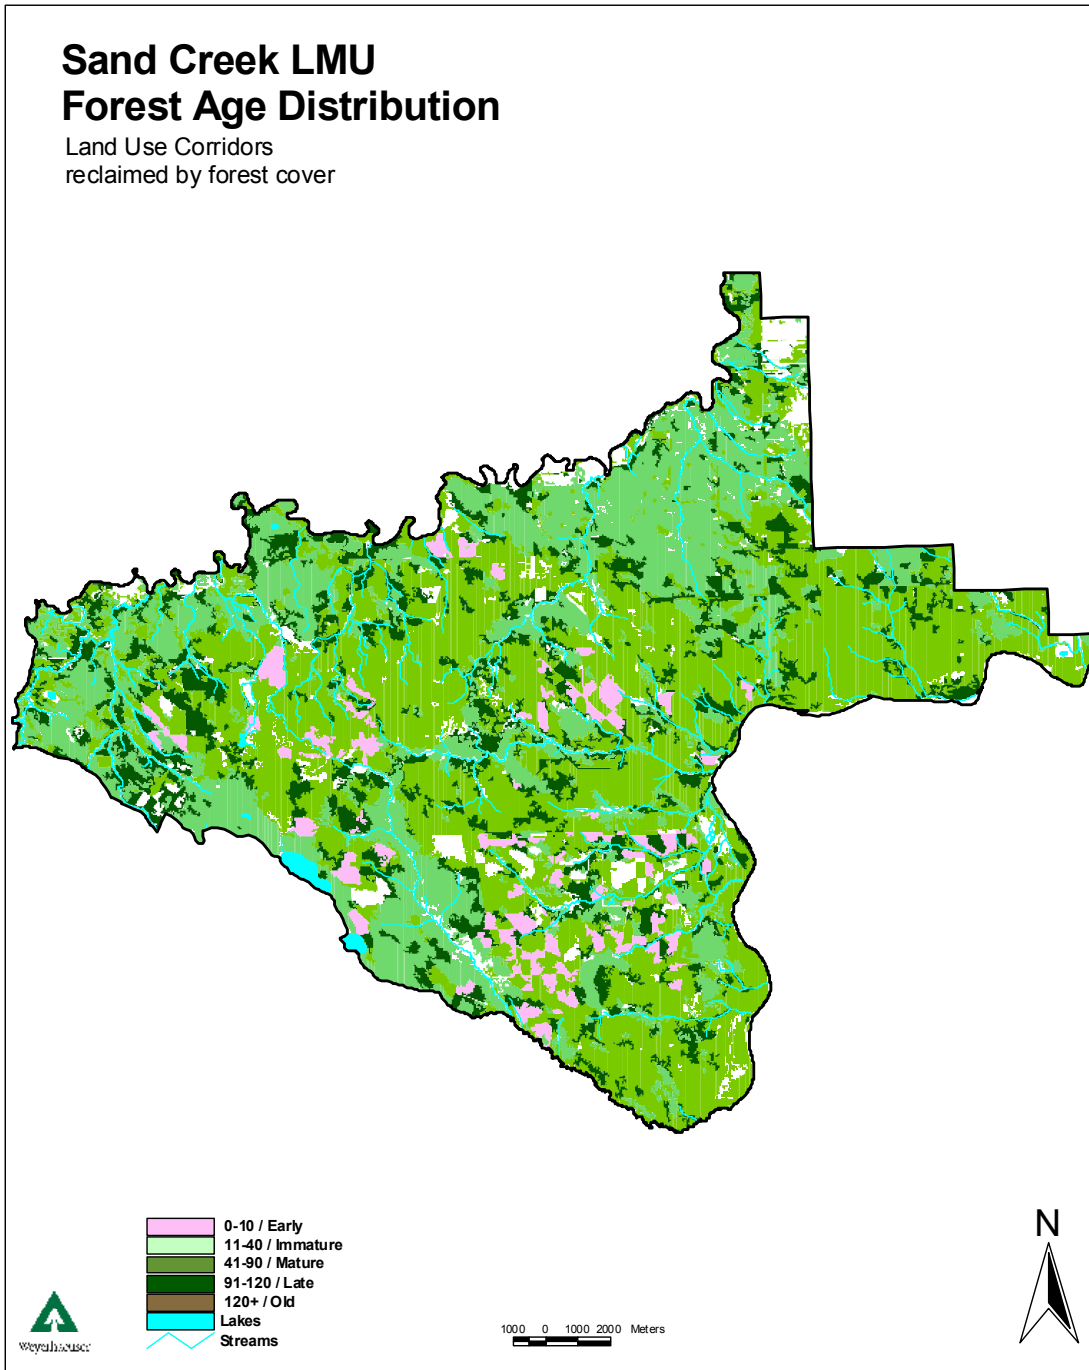 Sand Creek LMU
Forest Age Distribution
Land Use Corridors
reclaimed by forest cover
0-10 / Early
11-40 / Immature
41-90 / Mature
91-120 / Late
120+ / Old
Lakes
Streams
Weyerhaeuser
1000 0 1000 2000 Meters
N